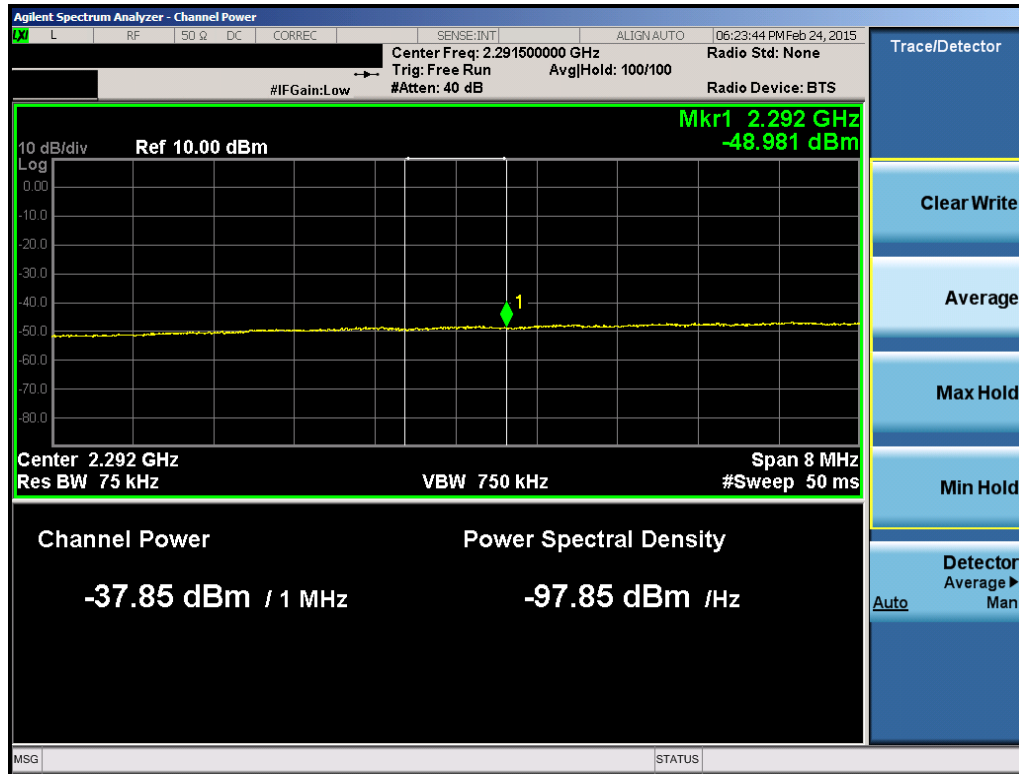 Agilent Spectrum Analyzer - Channel Power
LXI L RF 50 Ω DC CORREC SENSE:INT ALIGN AUTO 06:23:44 PM Feb 24, 2015
Center Freq: 2.291500000 GHz Radio Std: None
Trig: Free Run Avg|Hold: 100/100
#IFGain:Low #Atten: 40 dB Radio Device: BTS
Trace/Detector
Mkr1 2.292 GHz
-48.981 dBm
10 dB/div Ref 10.00 dBm
Log
0.00
-10.0
-20.0
-30.0
-40.0
-50.0
-60.0
-70.0
-80.0
1
Center 2.292 GHz Span 8 MHz
Res BW 75 kHz VBW 750 kHz #Sweep 50 ms
Channel Power Power Spectral Density
-37.85 dBm / 1 MHz -97.85 dBm /Hz
Clear Write
Average
Max Hold
Min Hold
Detector
Average
Auto Man
MSG STATUS